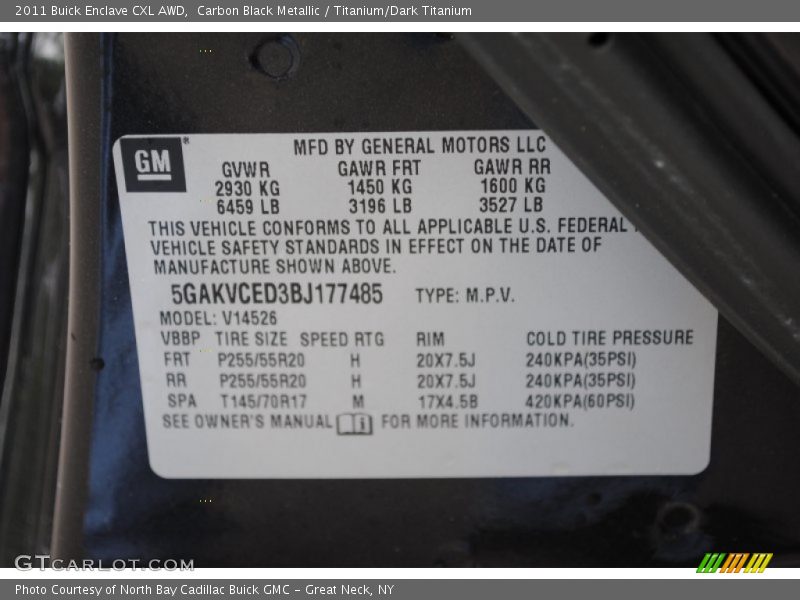 2011 Buick Enclave CXL AWD, Carbon Black Metallic / Titanium/Dark Titanium
GM® MFD BY GENERAL MOTORS LLC
GVWR GAWR FRT GAWR RR
2930 KG 1450 KG 1600 KG
6459 LB 3196 LB 3527 LB
THIS VEHICLE CONFORMS TO ALL APPLICABLE U.S. FEDERAL
VEHICLE SAFETY STANDARDS IN EFFECT ON THE DATE OF
MANUFACTURE SHOWN ABOVE.
5GAKVCED3BJ177485 TYPE: M.P.V.
MODEL: V14526
VBBP TIRE SIZE SPEED RTG RIM COLD TIRE PRESSURE
FRT P255/55R20 H 20X7.5J 240KPA(35PSI)
RR P255/55R20 H 20X7.5J 240KPA(35PSI)
SPA T145/70R17 M 17X4.5B 420KPA(60PSI)
SEE OWNER'S MANUAL i FOR MORE INFORMATION.
GTCARLOT.COM
Photo Courtesy of North Bay Cadillac Buick GMC - Great Neck, NY